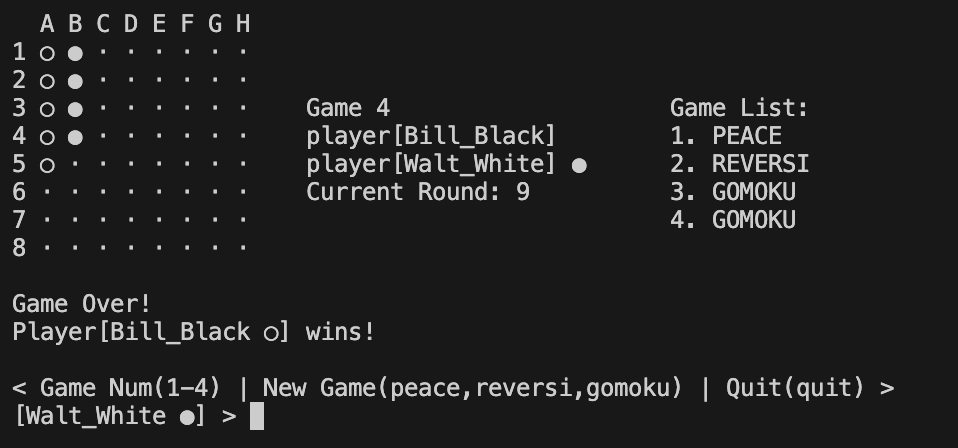 A B C D E F G H
1 ○ ● · · · · · ·
2 ○ ● · · · · · ·
3 ○ ● · · · · · ·
4 ○ ● · · · · · ·
5 ○ · · · · · · ·
6 · · · · · · · ·
7 · · · · · · · ·
8 · · · · · · · ·
Game 4
player[Bill_Black]
player[Walt_White] ●
Current Round: 9
Game List:
1. PEACE
2. REVERSI
3. GOMOKU
4. GOMOKU
Game Over!
Player[Bill_Black ○] wins!
< Game Num(1-4) | New Game(peace,reversi,gomoku) | Quit(quit) >
[Walt_White ●] >